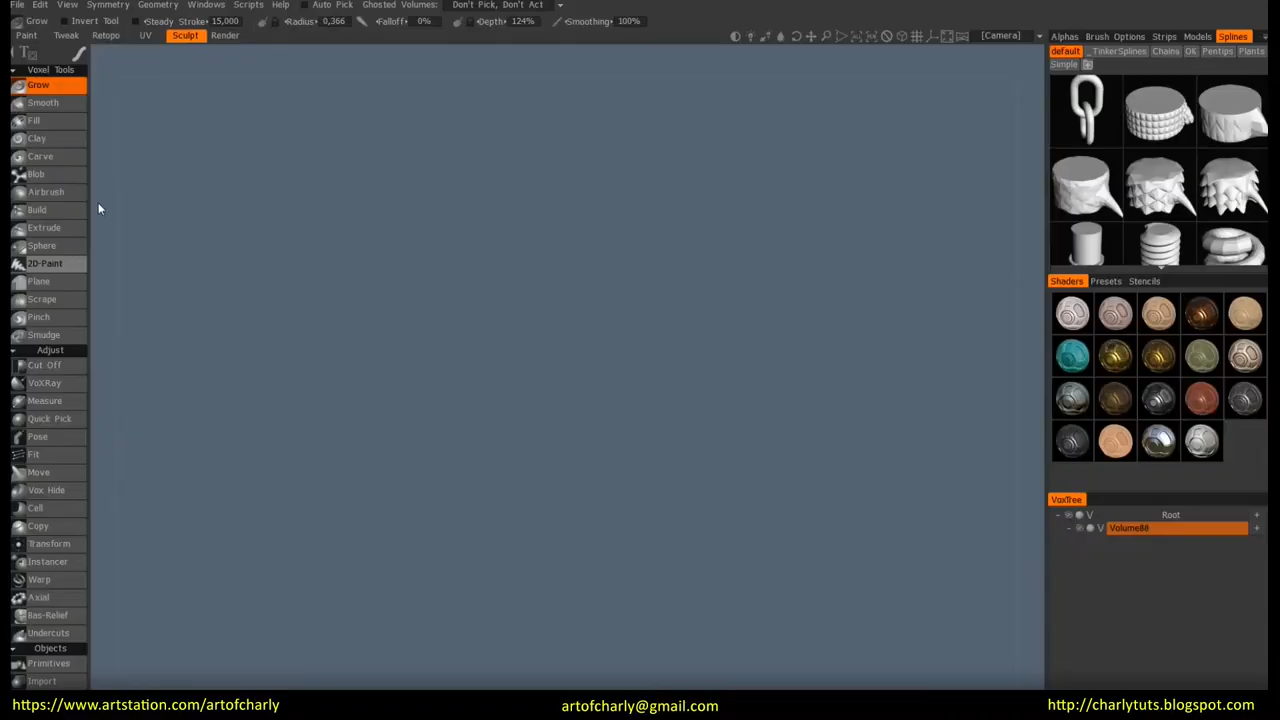 File Edit View Symmetry Geometry Windows Scripts Help Auto Pick Ghosted Volumes: Don't Pick, Don't Act
Grow Invert Tool Steady Stroke: 15,000 Radius: 0,366 Falloff: 0% Depth: 124% Smoothing: 100%
Paint Tweak Retopo UV Sculpt Render [Camera]
Alphas Brush Options Strips Models Splines
default _TinkerSplines Chains OK Pentips Plants
Simple
Voxel Tools
Grow
Smooth
Fill
Clay
Carve
Blob
Airbrush
Build
Extrude
Sphere
2D-Paint
Plane
Scrape
Pinch
Smudge
Adjust
Cut Off
VoXRay
Measure
Quick Pick
Pose
Fit
Move
Vox Hide
Cell
Copy
Transform
Instancer
Warp
Axial
Bas-Relief
Undercuts
Objects
Primitives
Import
Shaders Presets Stencils
VoxTree
V Root +
V Volume88 +
https://www.artstation.com/artofcharly artofcharly@gmail.com http://charlytuts.blogspot.com